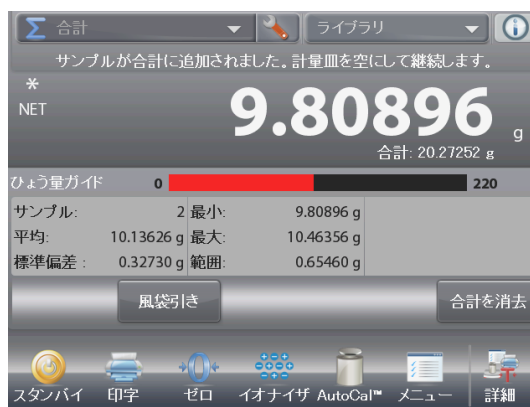 Σ 合計 ライブラリ
サンプルが合計に追加されました。計量皿を空にして継続します。
*
NET
9.80896 g
合計: 20.27252 g
ひょう量ガイド 0 220
サンプル: 2 最小: 9.80896 g
平均: 10.13626 g 最大: 10.46356 g
標準偏差 : 0.32730 g 範囲: 0.65460 g
風袋引き 合計を消去
スタンバイ 印字 ゼロ イオナイザ AutoCal™ メニュー 詳細